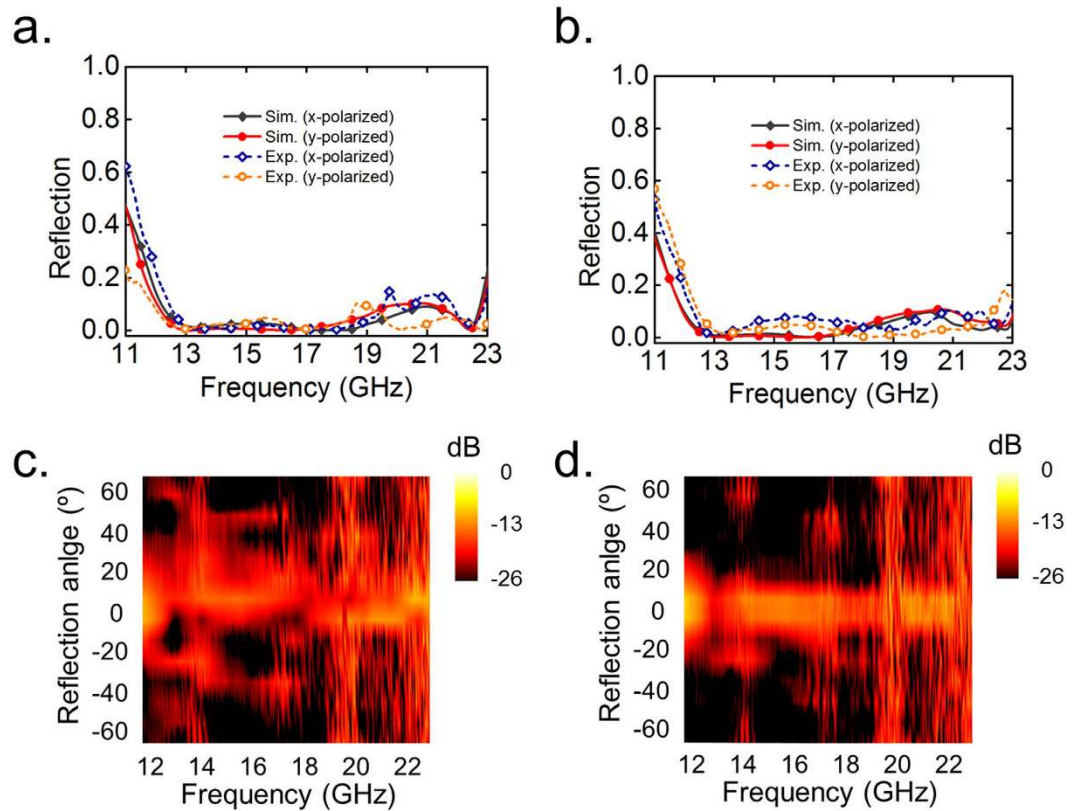 a.
1.0
0.8
0.6
0.4
0.2
0.0
Reflection
Sim. (x-polarized)
Sim. (y-polarized)
Exp. (x-polarized)
Exp. (y-polarized)
11 13 15 17 19 21 23
Frequency (GHz)
b.
1.0
0.8
0.6
0.4
0.2
0.0
Reflection
Sim. (x-polarized)
Sim. (y-polarized)
Exp. (x-polarized)
Exp. (y-polarized)
11 13 15 17 19 21 23
Frequency (GHz)
c.
dB
0
-13
-26
60
40
20
0
-20
-40
-60
Reflection anlge (º)
12 14 16 18 20 22
Frequency (GHz)
d.
dB
0
-13
-26
60
40
20
0
-20
-40
-60
Reflection anlge (º)
12 14 16 18 20 22
Frequency (GHz)